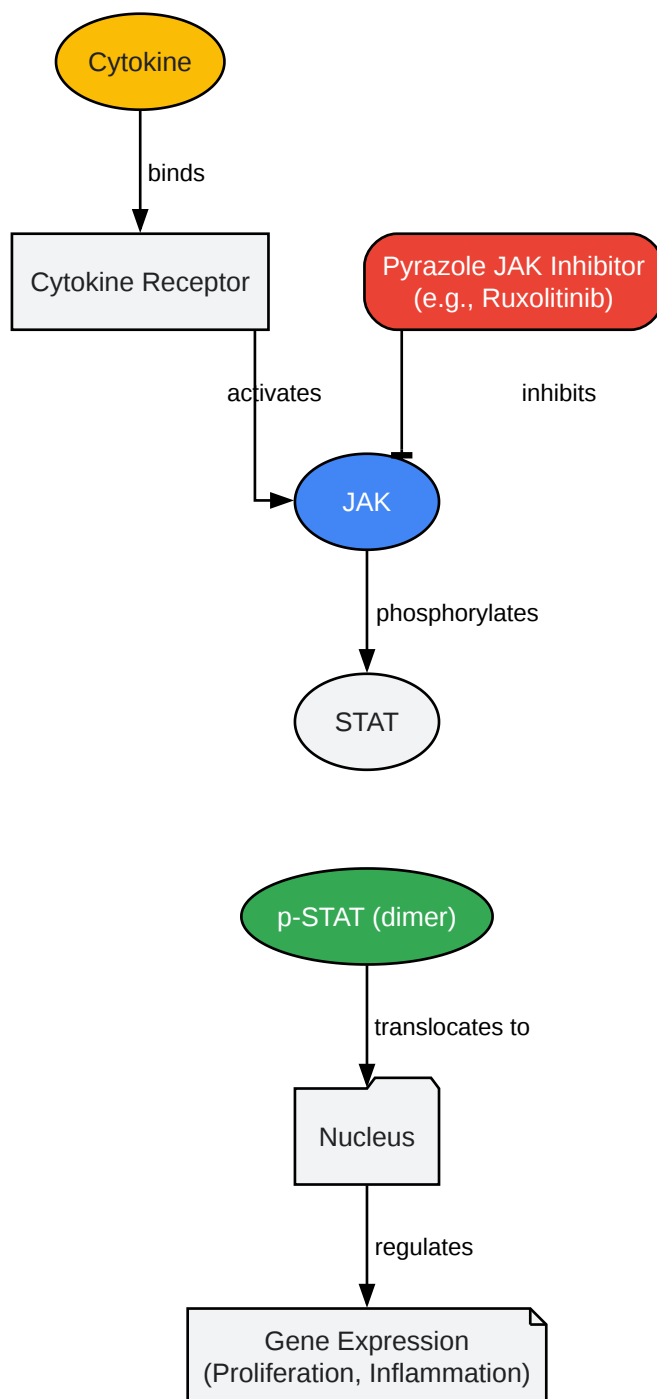 Cytokine
binds
Cytokine Receptor
Pyrazole JAK Inhibitor
(e.g., Ruxolitinib)
activates
inhibits
JAK
phosphorylates
STAT
p-STAT (dimer)
translocates to
Nucleus
regulates
Gene Expression
(Proliferation, Inflammation)